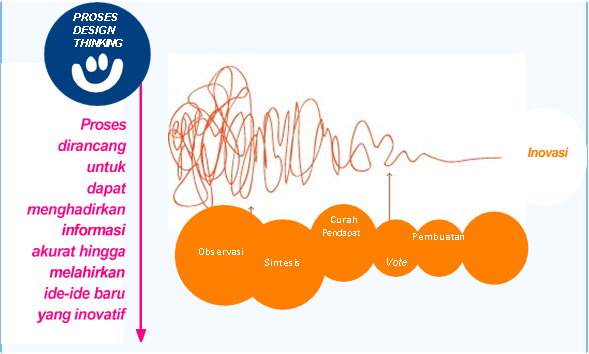 PROSES
DESIGN
THINKING
Proses
dirancang
untuk
dapat
menghadirkan
informasi
akurat hingga
melahirkan
ide-ide baru
yang inovatif
Inovasi
Observasi
Sintesis
Curah
Pendapat
Vote
Pembuatan